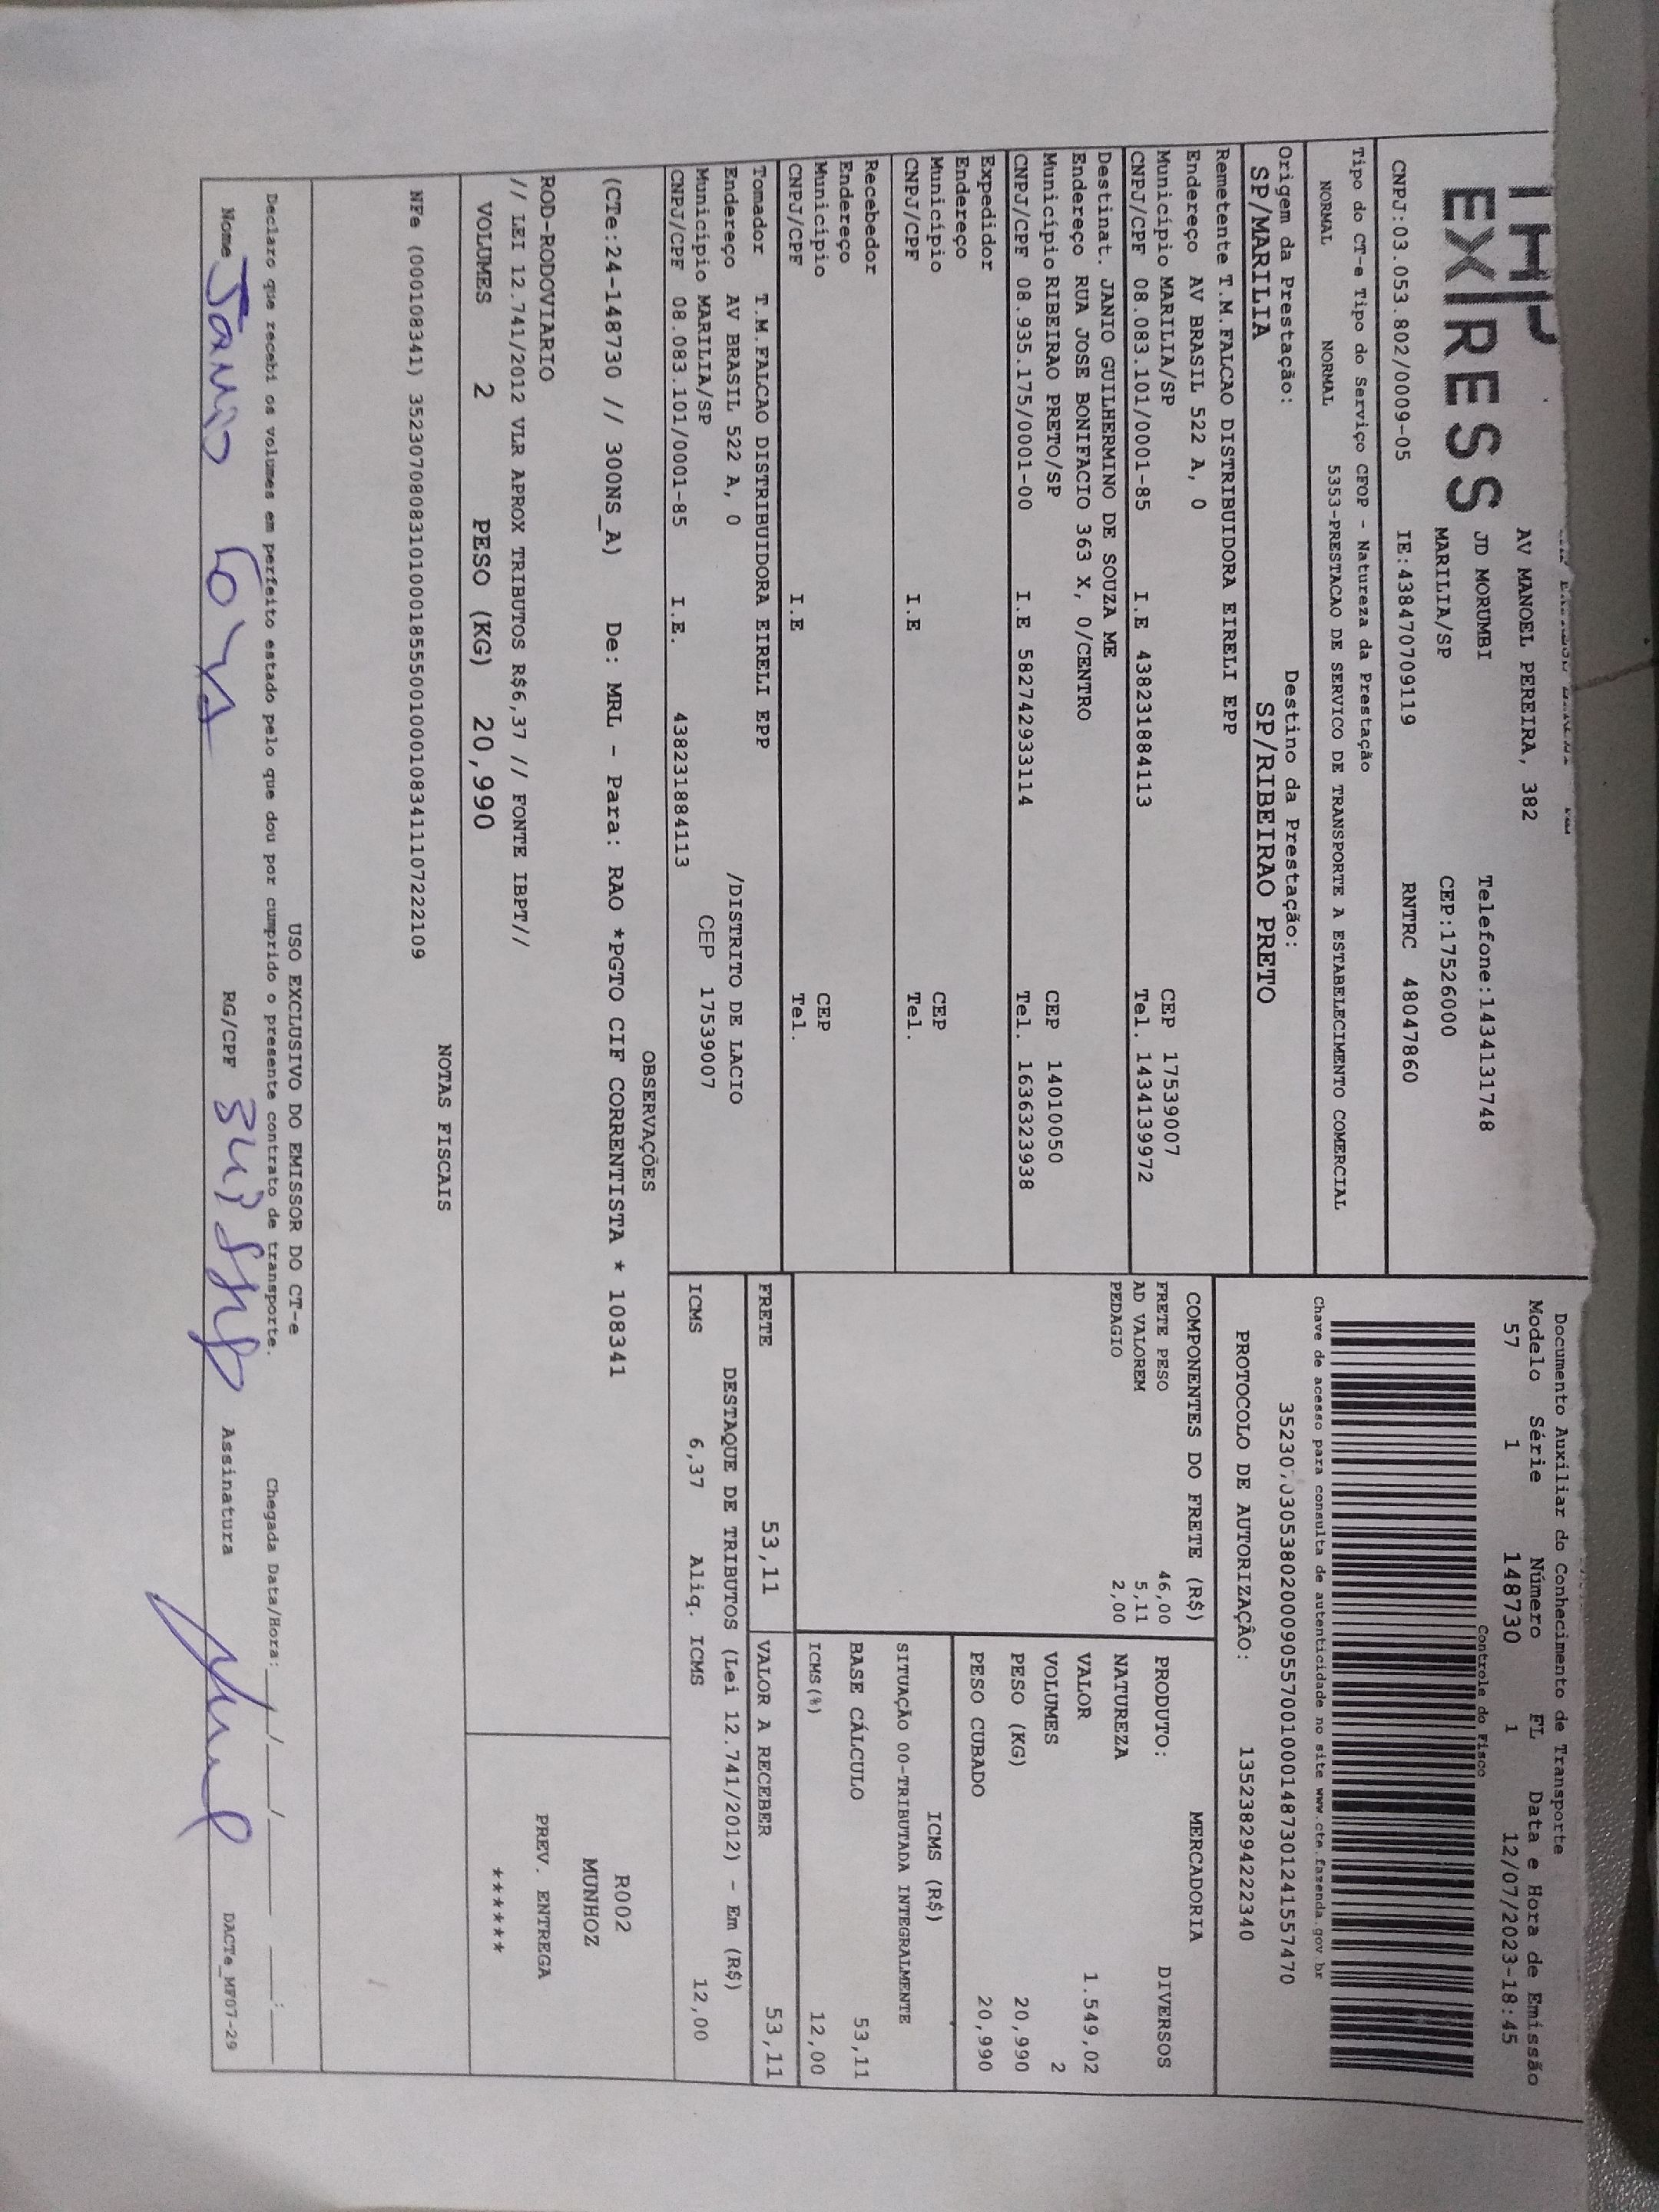 EXPRESS
AV MANOEL PEREIRA, 382
JD MORUMBI Telefone:1434131748
MARILIA/SP CEP:17526000
CNPJ:03.053.802/0009-05 IE:438470709119 RNTRC 48047860
Tipo do CT-e Tipo do Serviço CFOP - Natureza da Prestação
NORMAL NORMAL 5353-PRESTACAO DE SERVICO DE TRANSPORTE A ESTABELECIMENTO COMERCIAL
Origem da Prestação: Destino da Prestação:
SP/MARILIA SP/RIBEIRAO PRETO
Remetente T.M.FALCAO DISTRIBUIDORA EIRELI EPP
Endereço AV BRASIL 522 A, 0
Município MARILIA/SP CEP 17539007
CNPJ/CPF 08.083.101/0001-85 I.E 438231884113 Tel. 1434139972
Destinat. JANIO GUILHERMINO DE SOUZA ME
Endereço RUA JOSE BONIFACIO 363 X, 0/CENTRO
Município RIBEIRAO PRETO/SP CEP 14010050
CNPJ/CPF 08.935.175/0001-00 I.E 582742933114 Tel. 1636323938
Expedidor
Endereço
Município CEP
CNPJ/CPF I.E Tel.
Recebedor
Endereço
Município CEP
CNPJ/CPF I.E Tel.
Tomador T.M.FALCAO DISTRIBUIDORA EIRELI EPP
Endereço AV BRASIL 522 A, 0 /DISTRITO DE LACIO
Município MARILIA/SP CEP 17539007
CNPJ/CPF 08.083.101/0001-85 I.E. 438231884113
Documento Auxiliar do Conhecimento de Transporte
Modelo Série Número FL Data e Hora de Emissão
57 1 148730 1 12/07/2023-18:45
Controle do Fisco
Chave de acesso para consulta de autenticidade no site www.cte.fazenda.gov.br
PROTOCOLO DE AUTORIZAÇÃO: 135238294222340
COMPONENTES DO FRETE (R$)
FRETE PESO 46,00
AD VALOREM 5,11
PEDAGIO 2,00
MERCADORIA
PRODUTO: DIVERSOS
NATUREZA
VALOR 1.549,02
VOLUMES 2
PESO (KG) 20,990
PESO CUBADO 20,990
ICMS (R$)
SITUAÇÃO 00-TRIBUTADA INTEGRALMENTE
BASE CÁLCULO 53,11
ICMS(%) 12,00
FRETE 53,11 VALOR A RECEBER 53,11
DESTAQUE DE TRIBUTOS (Lei 12.741/2012) - Em (R$)
ICMS 6,37 Aliq. ICMS 12,00
OBSERVAÇÕES
(CTe:24-148730 // 300NS_A) De: MRL - Para: RAO *PGTO CIF CORRENTISTA * 108341
ROD-RODOVIARIO
// LEI 12.741/2012 VLR APROX TRIBUTOS R$6,37 // FONTE IBPT//
VOLUMES 2 PESO (KG) 20,990
R002
MUNHOZ
PREV. ENTREGA
******
NOTAS FISCAIS
NFe (000108341) 35230708083101000185550010001083411107222109
USO EXCLUSIVO DO EMISSOR DO CT-e
Declaro que recebi os volumes em perfeito estado pelo que dou por cumprido o presente contrato de transporte. Chegada Data/Hora:___/___/___ ___:___
Nome RG/CPF Assinatura DACTe_MF07-29